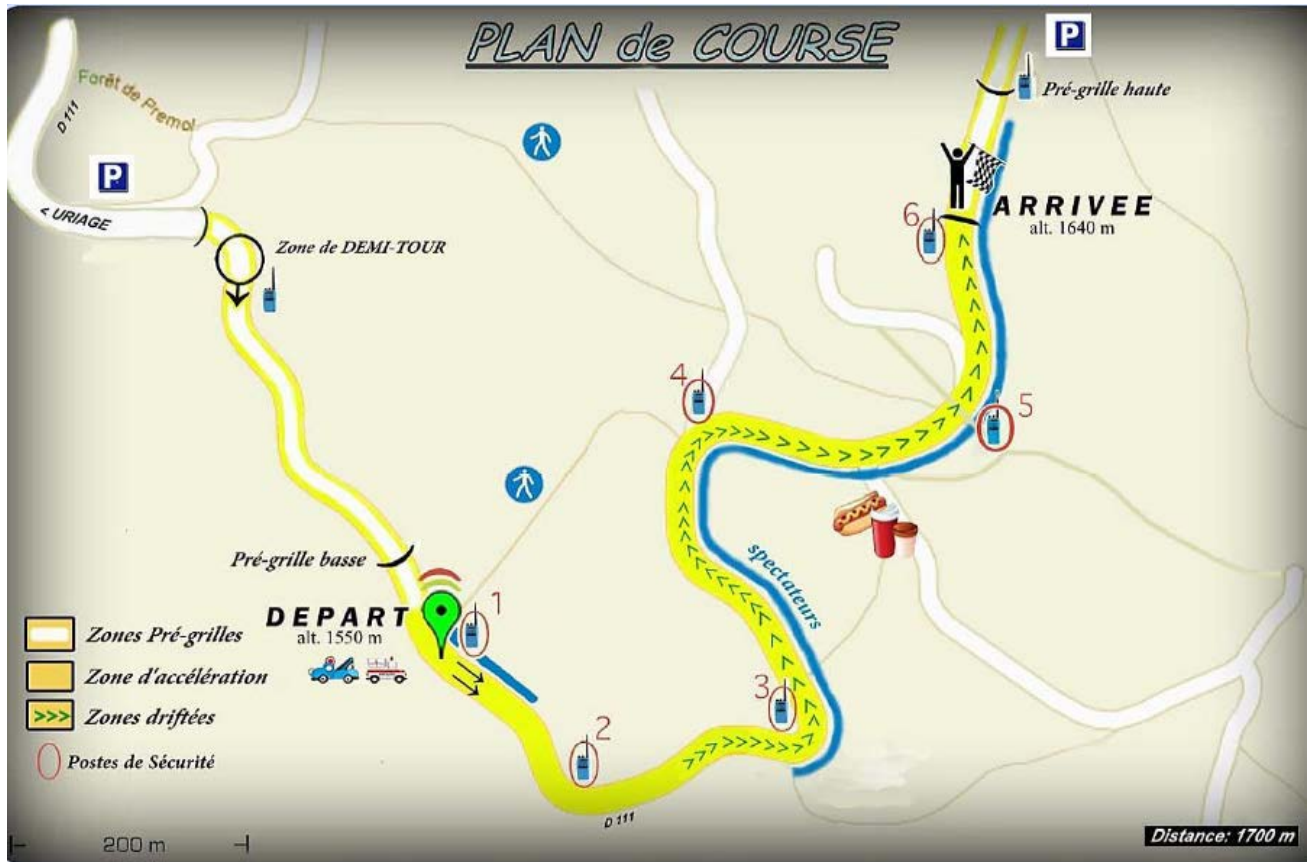 PLAN de COURSE
P
Pré-grille haute
Forêt de Premol
D 111
P
< URIAGE
Zone de DEMI-TOUR
ARRIVEE
alt. 1640 m
6
4
5
Pré-grille basse
DEPART
alt. 1550 m
1
spectateurs
3
2
D 111
Zones Pré-grilles
Zone d'accélération
>>> Zones driftées
Postes de Sécurité
200 m
Distance: 1700 m